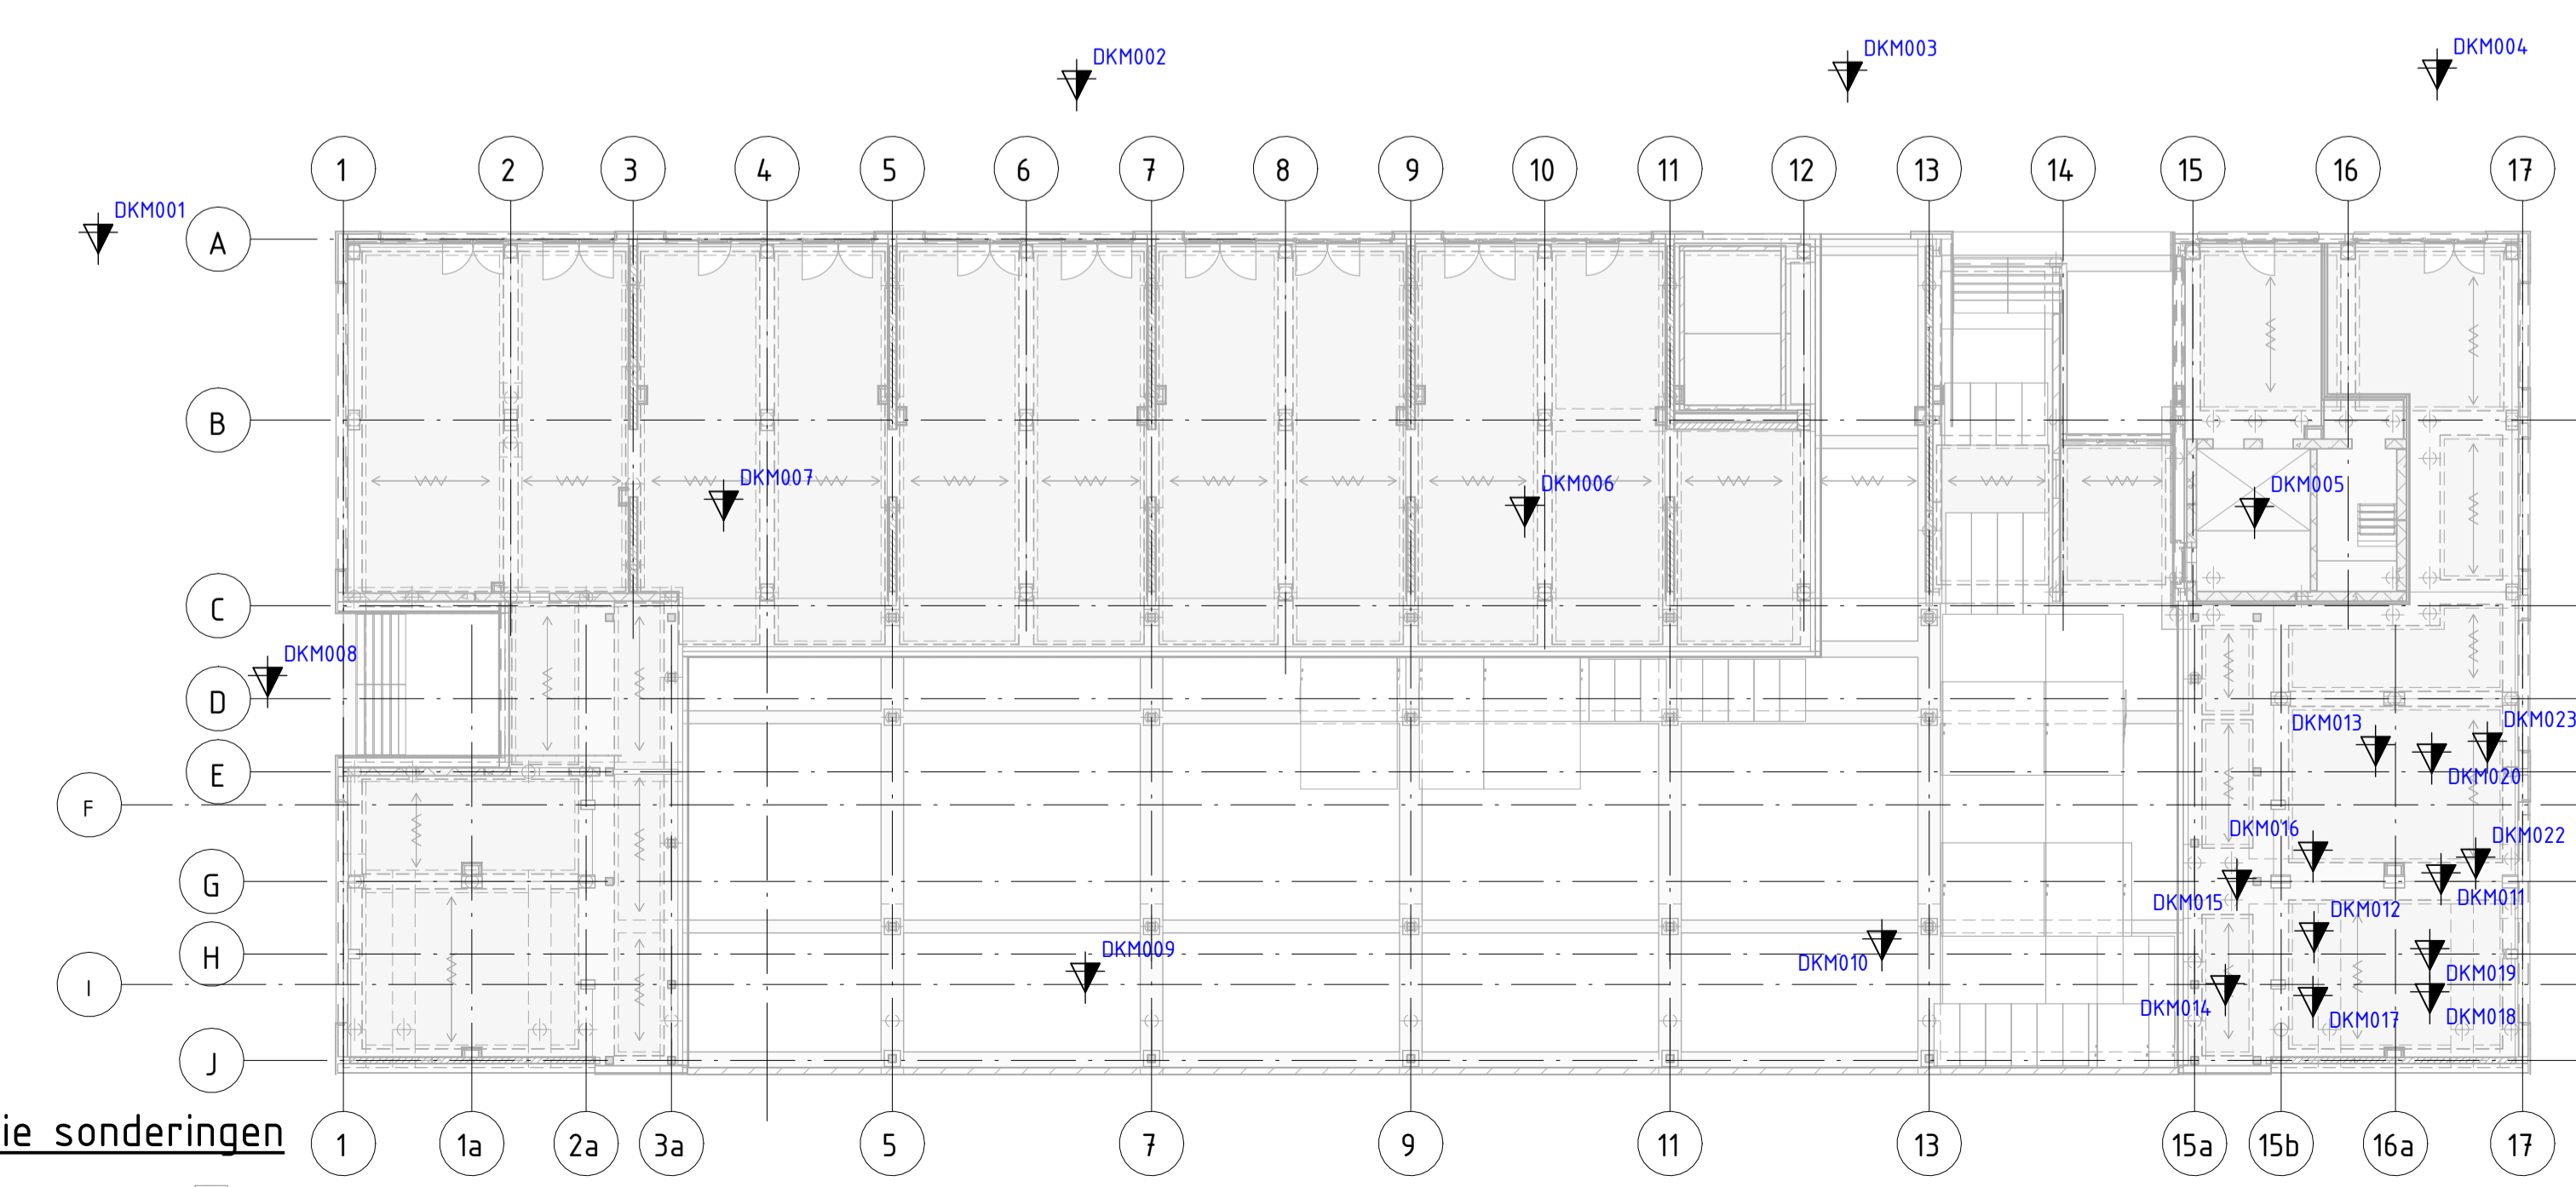 DKM004
DKM003
DKM002
1 2 3 4 5 6 7 8 9 10 11 12 13 14 15 16 17
DKM001
A
B
DKM007
DKM006
DKM005
C
DKM008
D
DKM013
DKM023
E
DKM020
F
DKM016
DKM022
G
DKM015
DKM011
DKM012
H
DKM009
DKM010
DKM019
I
DKM014
DKM017
DKM018
J
ie sonderingen
1 1a 2a 3a 5 7 9 11 13 15a 15b 16a 17